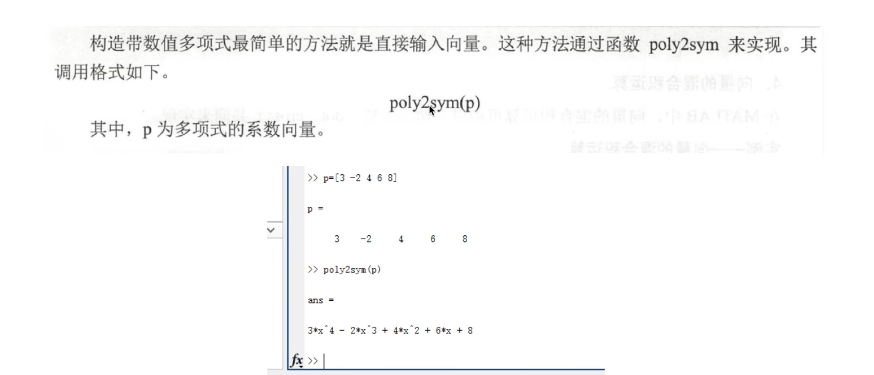 构造带数值多项式最简单的方法就是直接输入向量。这种方法通过函数 poly2sym 来实现。其
调用格式如下。
poly2sym(p)
其中，p 为多项式的系数向量。
>> p=[3 -2 4 6 8]
p =
3 -2 4 6 8
>> poly2sym(p)
ans =
3*x^4 - 2*x^3 + 4*x^2 + 6*x + 8
fx >>